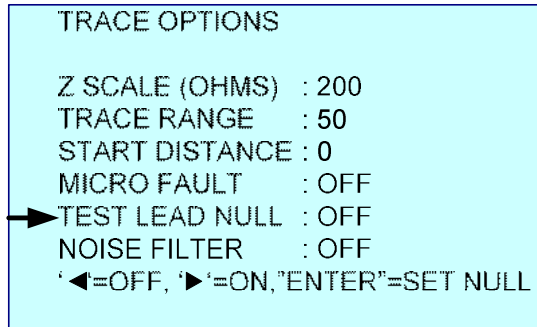 TRACE OPTIONS
Z SCALE (OHMS) : 200
TRACE RANGE : 50
START DISTANCE : 0
MICRO FAULT : OFF
TEST LEAD NULL : OFF
NOISE FILTER : OFF
‘◄‘=OFF, ‘►‘=ON,”ENTER”=SET NULL